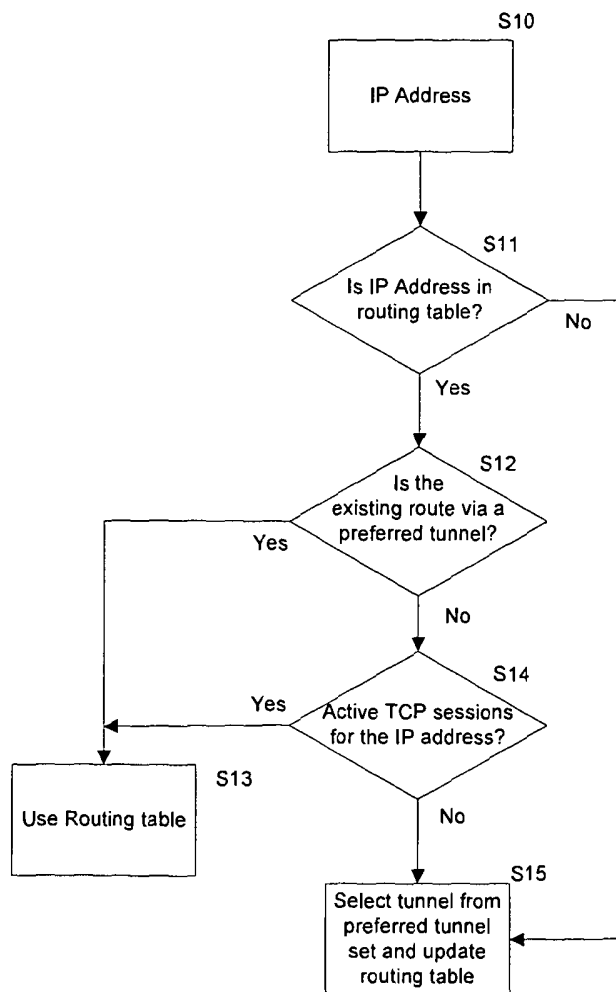 S10
IP Address
S11
Is IP Address in
routing table?
No
Yes
S12
Is the
existing route via a
preferred tunnel?
Yes
No
S14
Yes
Active TCP sessions
for the IP address?
S13
Use Routing table
No
S15
Select tunnel from
preferred tunnel
set and update
routing table